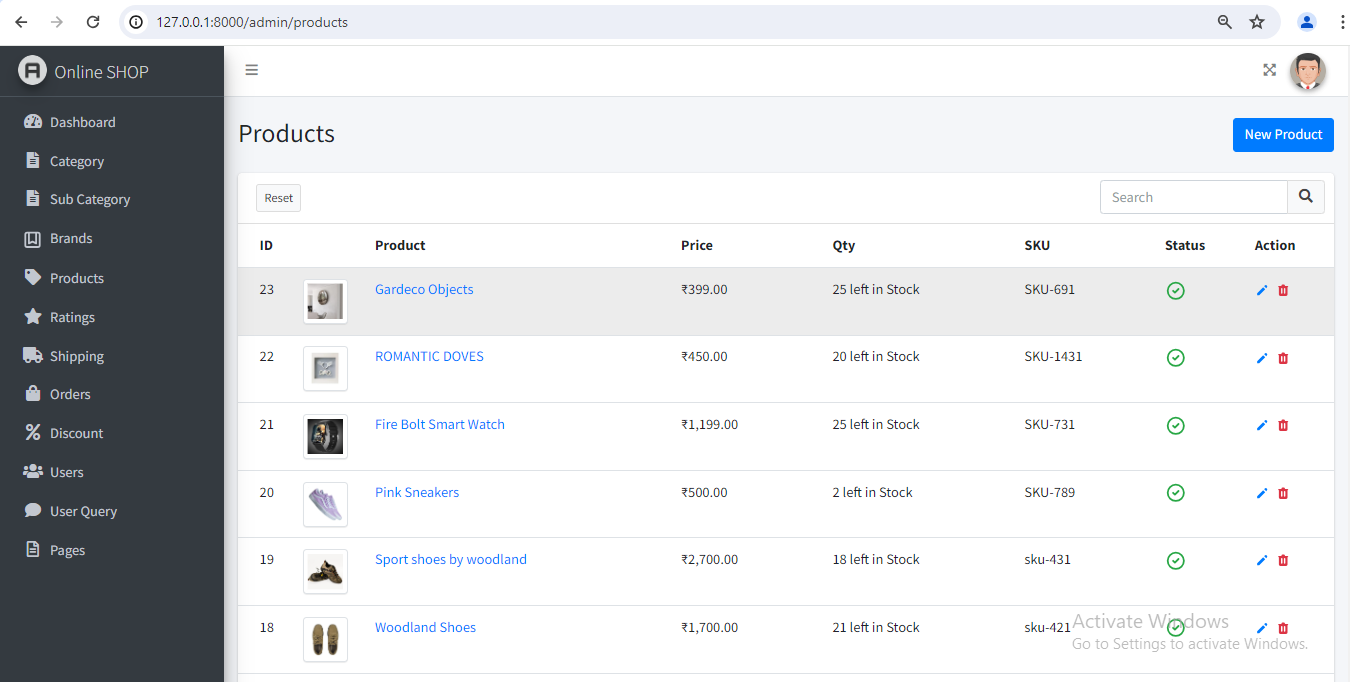 127.0.0.1:8000/admin/products
Online SHOP
Dashboard
Category
Sub Category
Brands
Products
Ratings
Shipping
Orders
Discount
Users
User Query
Pages
Products
New Product
Reset
Search
ID Product Price Qty SKU Status Action
23 Gardeco Objects ₹399.00 25 left in Stock SKU-691
22 ROMANTIC DOVES ₹450.00 20 left in Stock SKU-1431
21 Fire Bolt Smart Watch ₹1,199.00 25 left in Stock SKU-731
20 Pink Sneakers ₹500.00 2 left in Stock SKU-789
19 Sport shoes by woodland ₹2,700.00 18 left in Stock sku-431
18 Woodland Shoes ₹1,700.00 21 left in Stock sku-421
Activate Windows
Go to Settings to activate Windows.